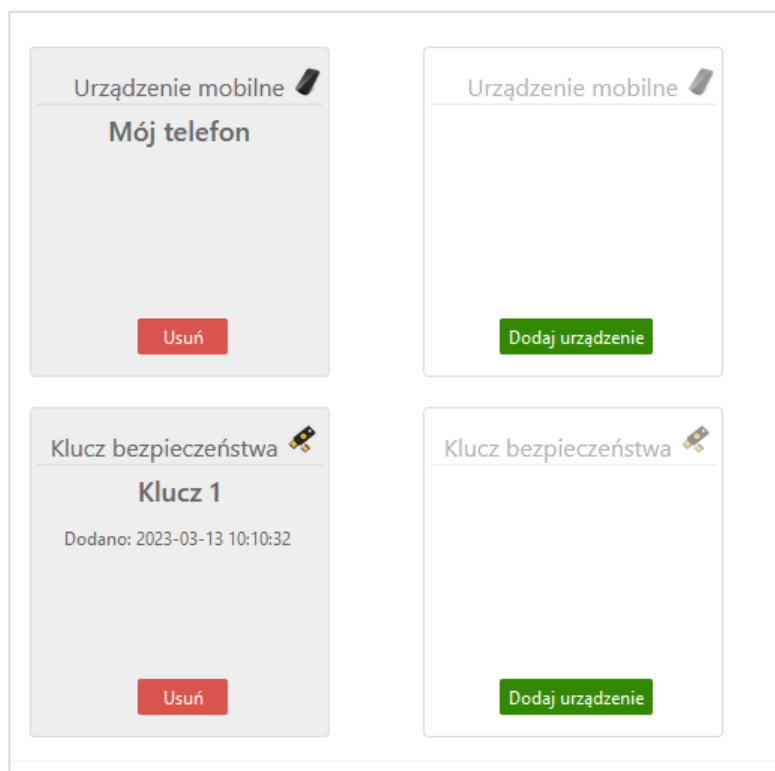 Urządzenie mobilne
Mój telefon
Usuń
Urządzenie mobilne
Dodaj urządzenie
Klucz bezpieczeństwa
Klucz 1
Dodano: 2023-03-13 10:10:32
Usuń
Klucz bezpieczeństwa
Dodaj urządzenie